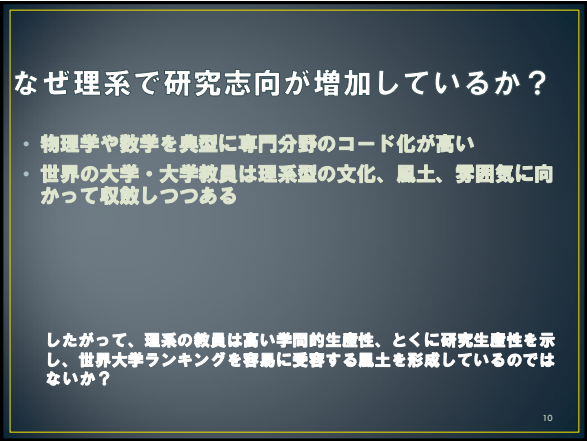 なぜ理系で研究志向が増加しているか？
・物理学や数学を典型に専門分野のコード化が高い
・世界の大学・大学教員は理系型の文化、風土、雰囲気に向
かって収斂しつつある
したがって、理系の教員は高い学問的生産性、とくに研究生産性を示
し、世界大学ランキングを容易に受容する風土を形成しているのでは
ないか？
10